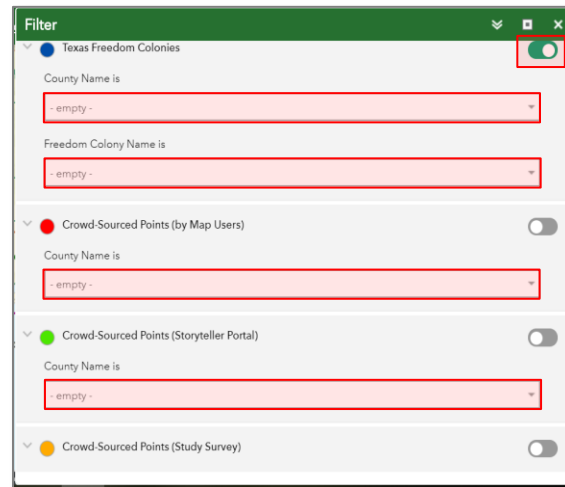 Filter
Texas Freedom Colonies
County Name is
- empty -
Freedom Colony Name is
- empty -
Crowd-Sourced Points (by Map Users)
County Name is
- empty -
Crowd-Sourced Points (Storyteller Portal)
County Name is
- empty -
Crowd-Sourced Points (Study Survey)